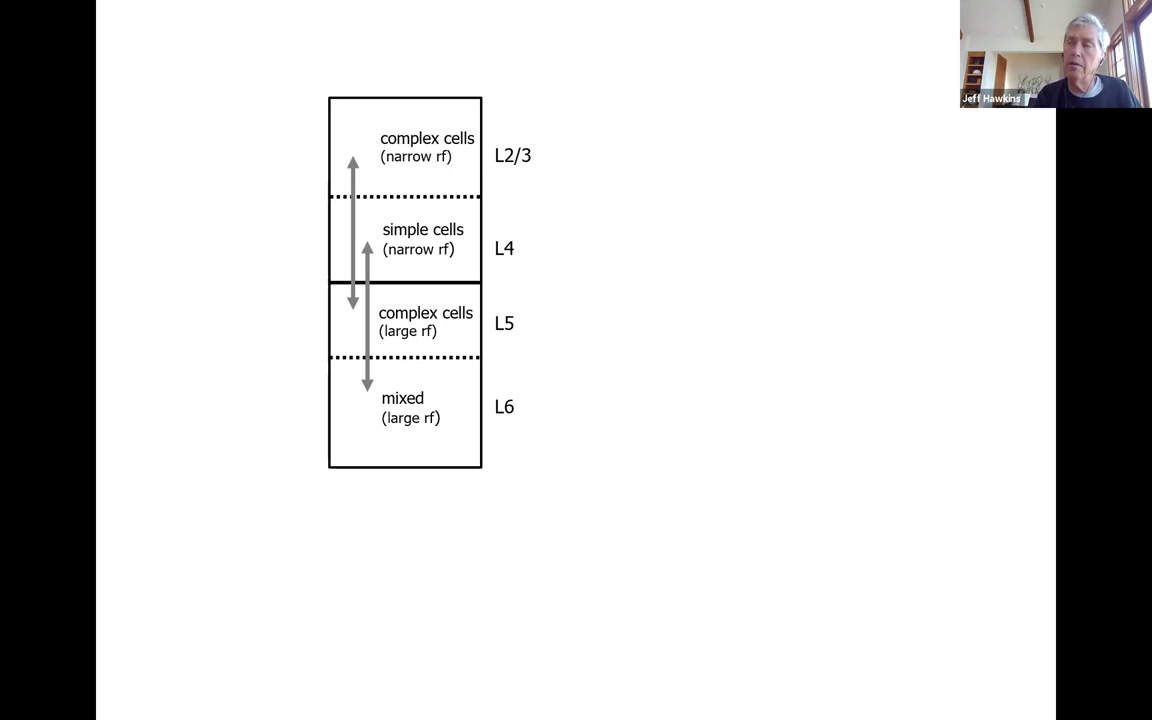 Jeff Hawkins
complex cells
(narrow rf)
L2/3
simple cells
(narrow rf)
L4
complex cells
(large rf)
L5
mixed
(large rf)
L6